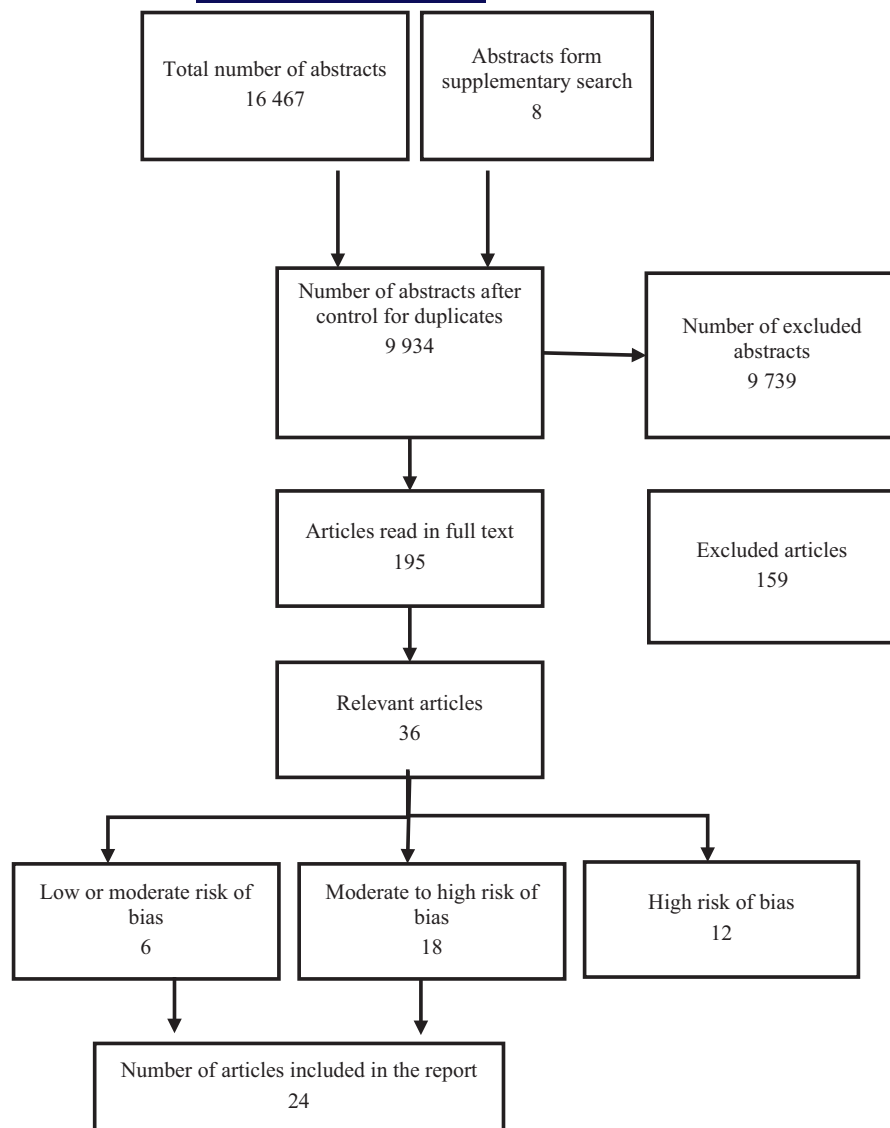 Total number of abstracts
16 467
Abstracts form
supplementary search
8
Number of abstracts after
control for duplicates
9 934
Number of excluded
abstracts
9 739
Articles read in full text
195
Excluded articles
159
Relevant articles
36
Low or moderate risk of
bias
6
Moderate to high risk of
bias
18
High risk of bias
12
Number of articles included in the report
24